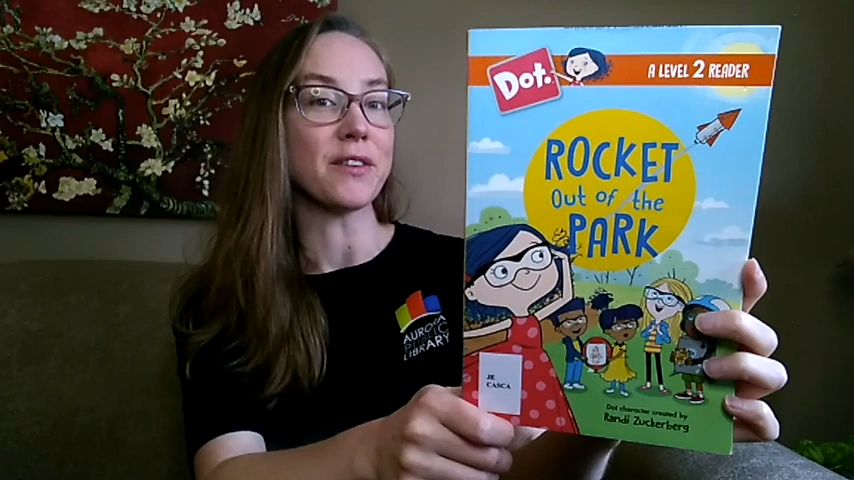 Dot.
A LEVEL 2 READER
ROCKET
Out of the
PARK
AURORA
PUBLIC
LIBRARY
JE
CASCA
Dot character created by
Randi Zuckerberg